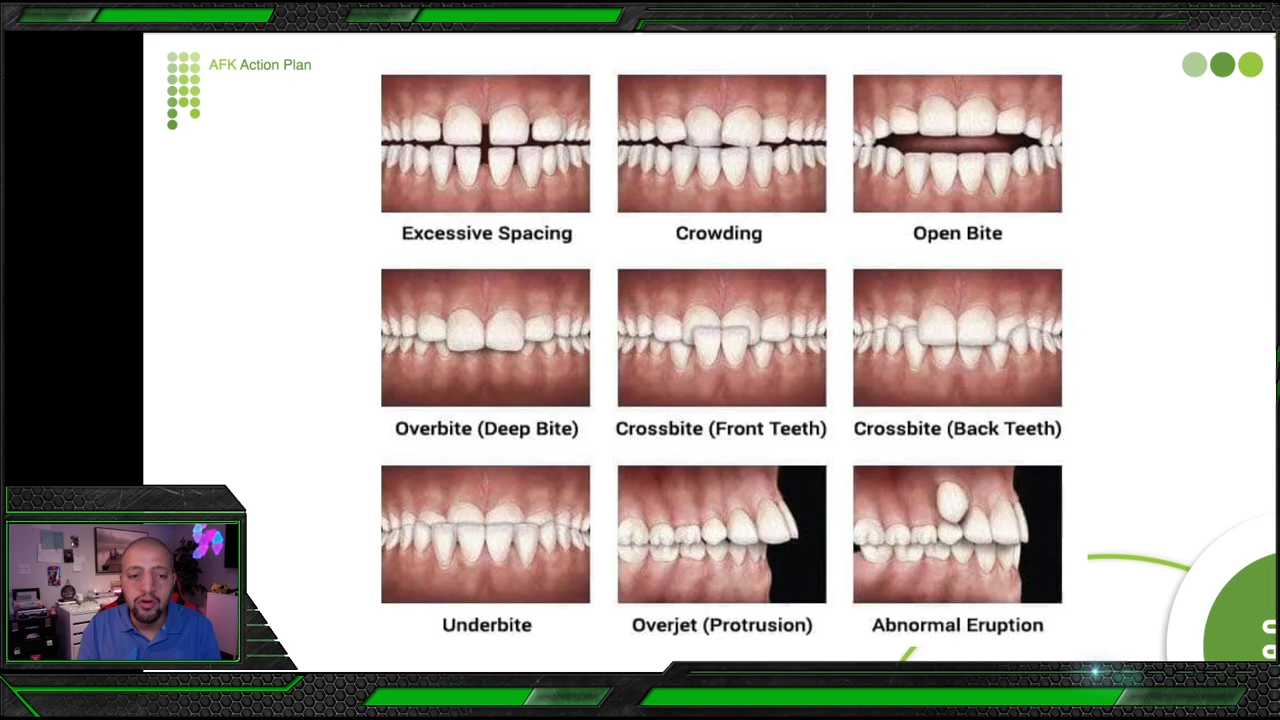 AFK Action Plan
Excessive Spacing
Crowding
Open Bite
Overbite (Deep Bite)
Crossbite (Front Teeth)
Crossbite (Back Teeth)
Underbite
Overjet (Protrusion)
Abnormal Eruption